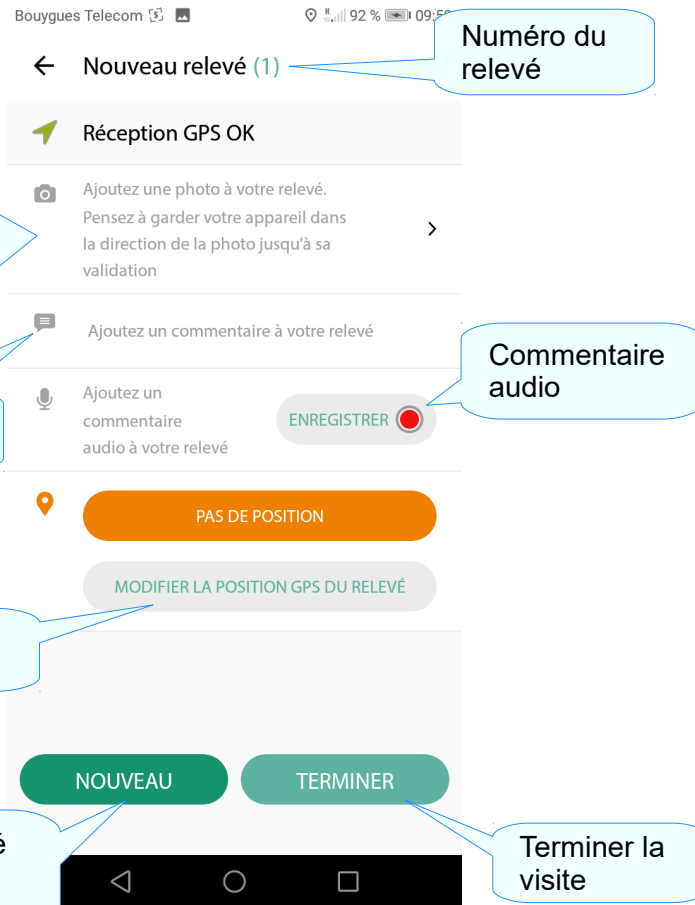 Bouygues Telecom
92 %
Numéro du
relevé
Nouveau relevé (1)
Réception GPS OK
Ajoutez une photo à votre relevé.
Pensez à garder votre appareil dans
la direction de la photo jusqu'à sa
validation
Ajoutez un commentaire à votre relevé
Commentaire
audio
Ajoutez un
commentaire
audio à votre relevé
ENREGISTRER
PAS DE POSITION
MODIFIER LA POSITION GPS DU RELEVÉ
NOUVEAU
TERMINER
é
Terminer la
visite